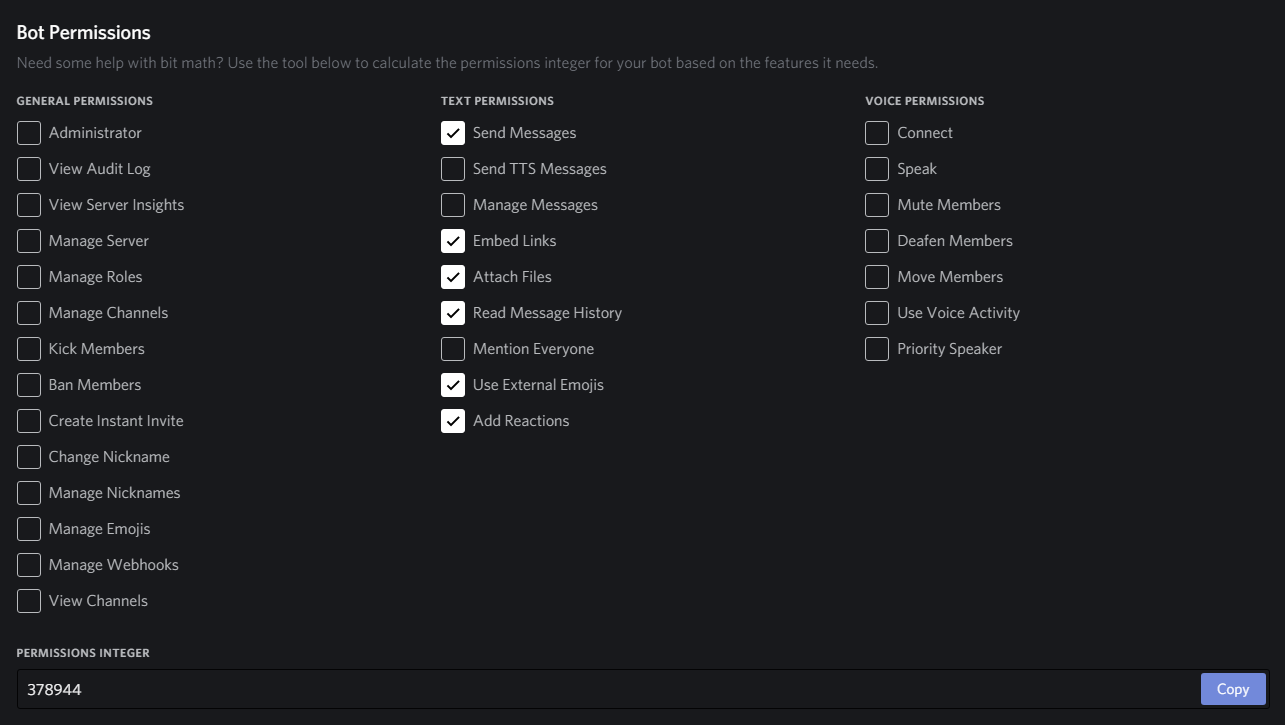 Bot Permissions
Need some help with bit math? Use the tool below to calculate the permissions integer for your bot based on the features it needs.
GENERAL PERMISSIONS
Administrator
View Audit Log
View Server Insights
Manage Server
Manage Roles
Manage Channels
Kick Members
Ban Members
Create Instant Invite
Change Nickname
Manage Nicknames
Manage Emojis
Manage Webhooks
View Channels
TEXT PERMISSIONS
Send Messages
Send TTS Messages
Manage Messages
Embed Links
Attach Files
Read Message History
Mention Everyone
Use External Emojis
Add Reactions
VOICE PERMISSIONS
Connect
Speak
Mute Members
Deafen Members
Move Members
Use Voice Activity
Priority Speaker
PERMISSIONS INTEGER
378944
Copy